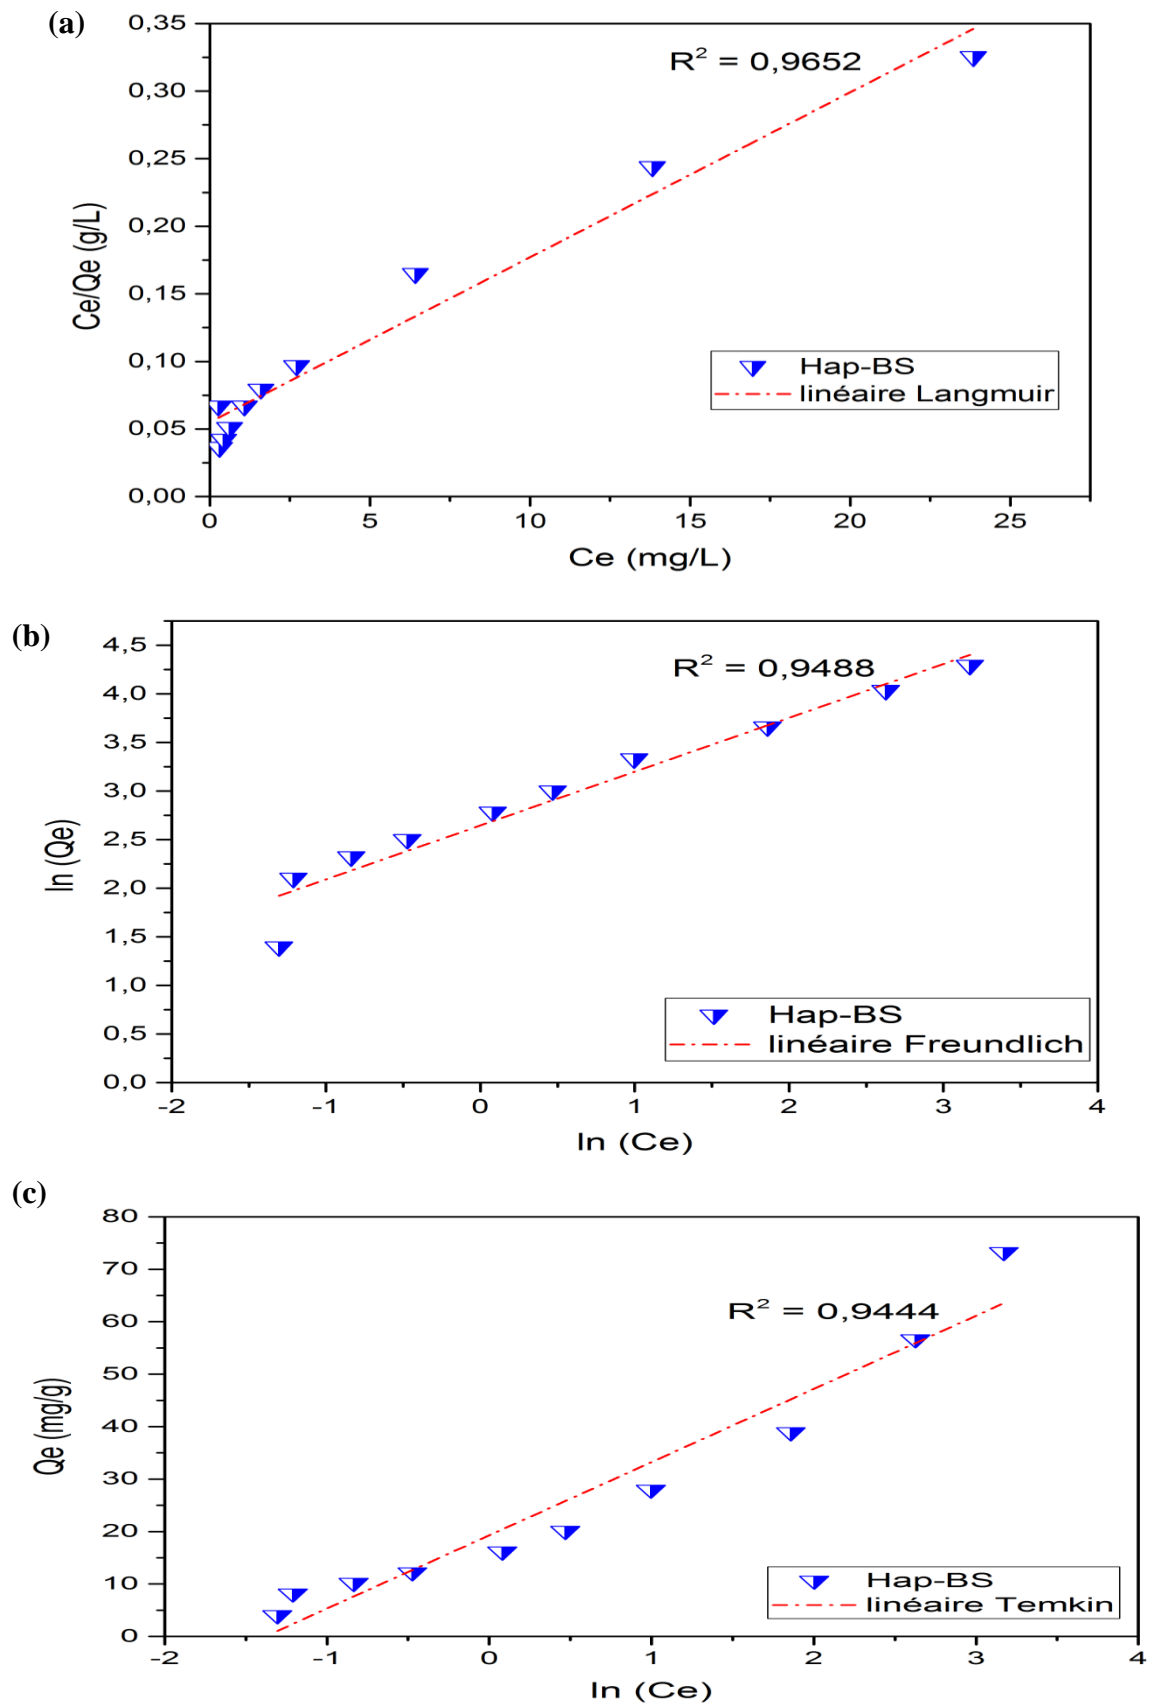 (a)
0,35
0,30
0,25
0,20
0,15
0,10
0,05
0,00
Ce/Qe (g/L)
R² = 0,9652
Hap-BS
linéaire Langmuir
0 5 10 15 20 25
Ce (mg/L)
(b)
4,5
4,0
3,5
3,0
2,5
2,0
1,5
1,0
0,5
0,0
ln (Qe)
R² = 0,9488
Hap-BS
linéaire Freundlich
-2 -1 0 1 2 3 4
ln (Ce)
(c)
80
70
60
50
40
30
20
10
0
Qe (mg/g)
R² = 0,9444
Hap-BS
linéaire Temkin
-2 -1 0 1 2 3 4
ln (Ce)